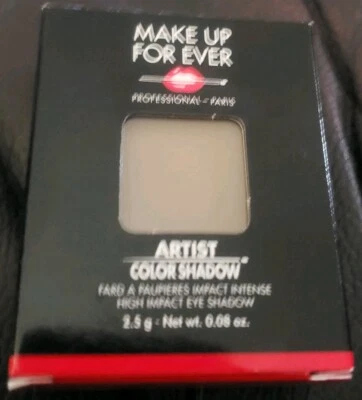 MAKE UP
FOR EVER
PROFESSIONAL - PARIS
ARTIST
COLOR SHADOW
FARD À PAUPIÈRES IMPACT INTENSE
HIGH IMPACT EYE SHADOW
2.5 g - Net wt. 0.08 oz.